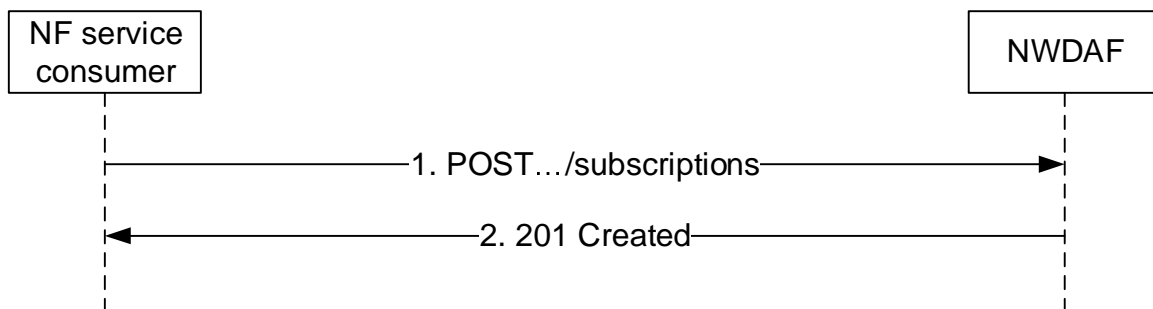 NF service
consumer
NWDAF
1. POST…/subscriptions
2. 201 Created